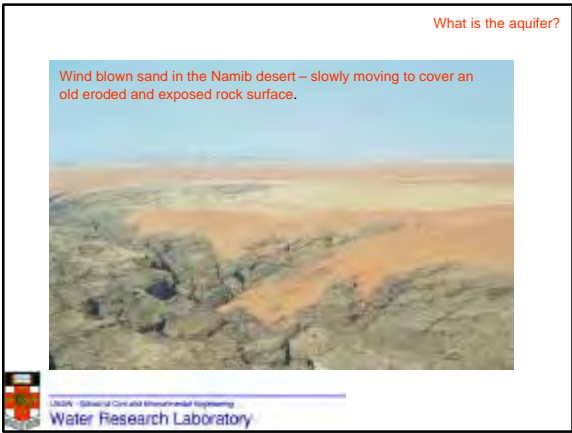 What is the aquifer?
Wind blown sand in the Namib desert – slowly moving to cover an
old eroded and exposed rock surface.
Water Research Laboratory